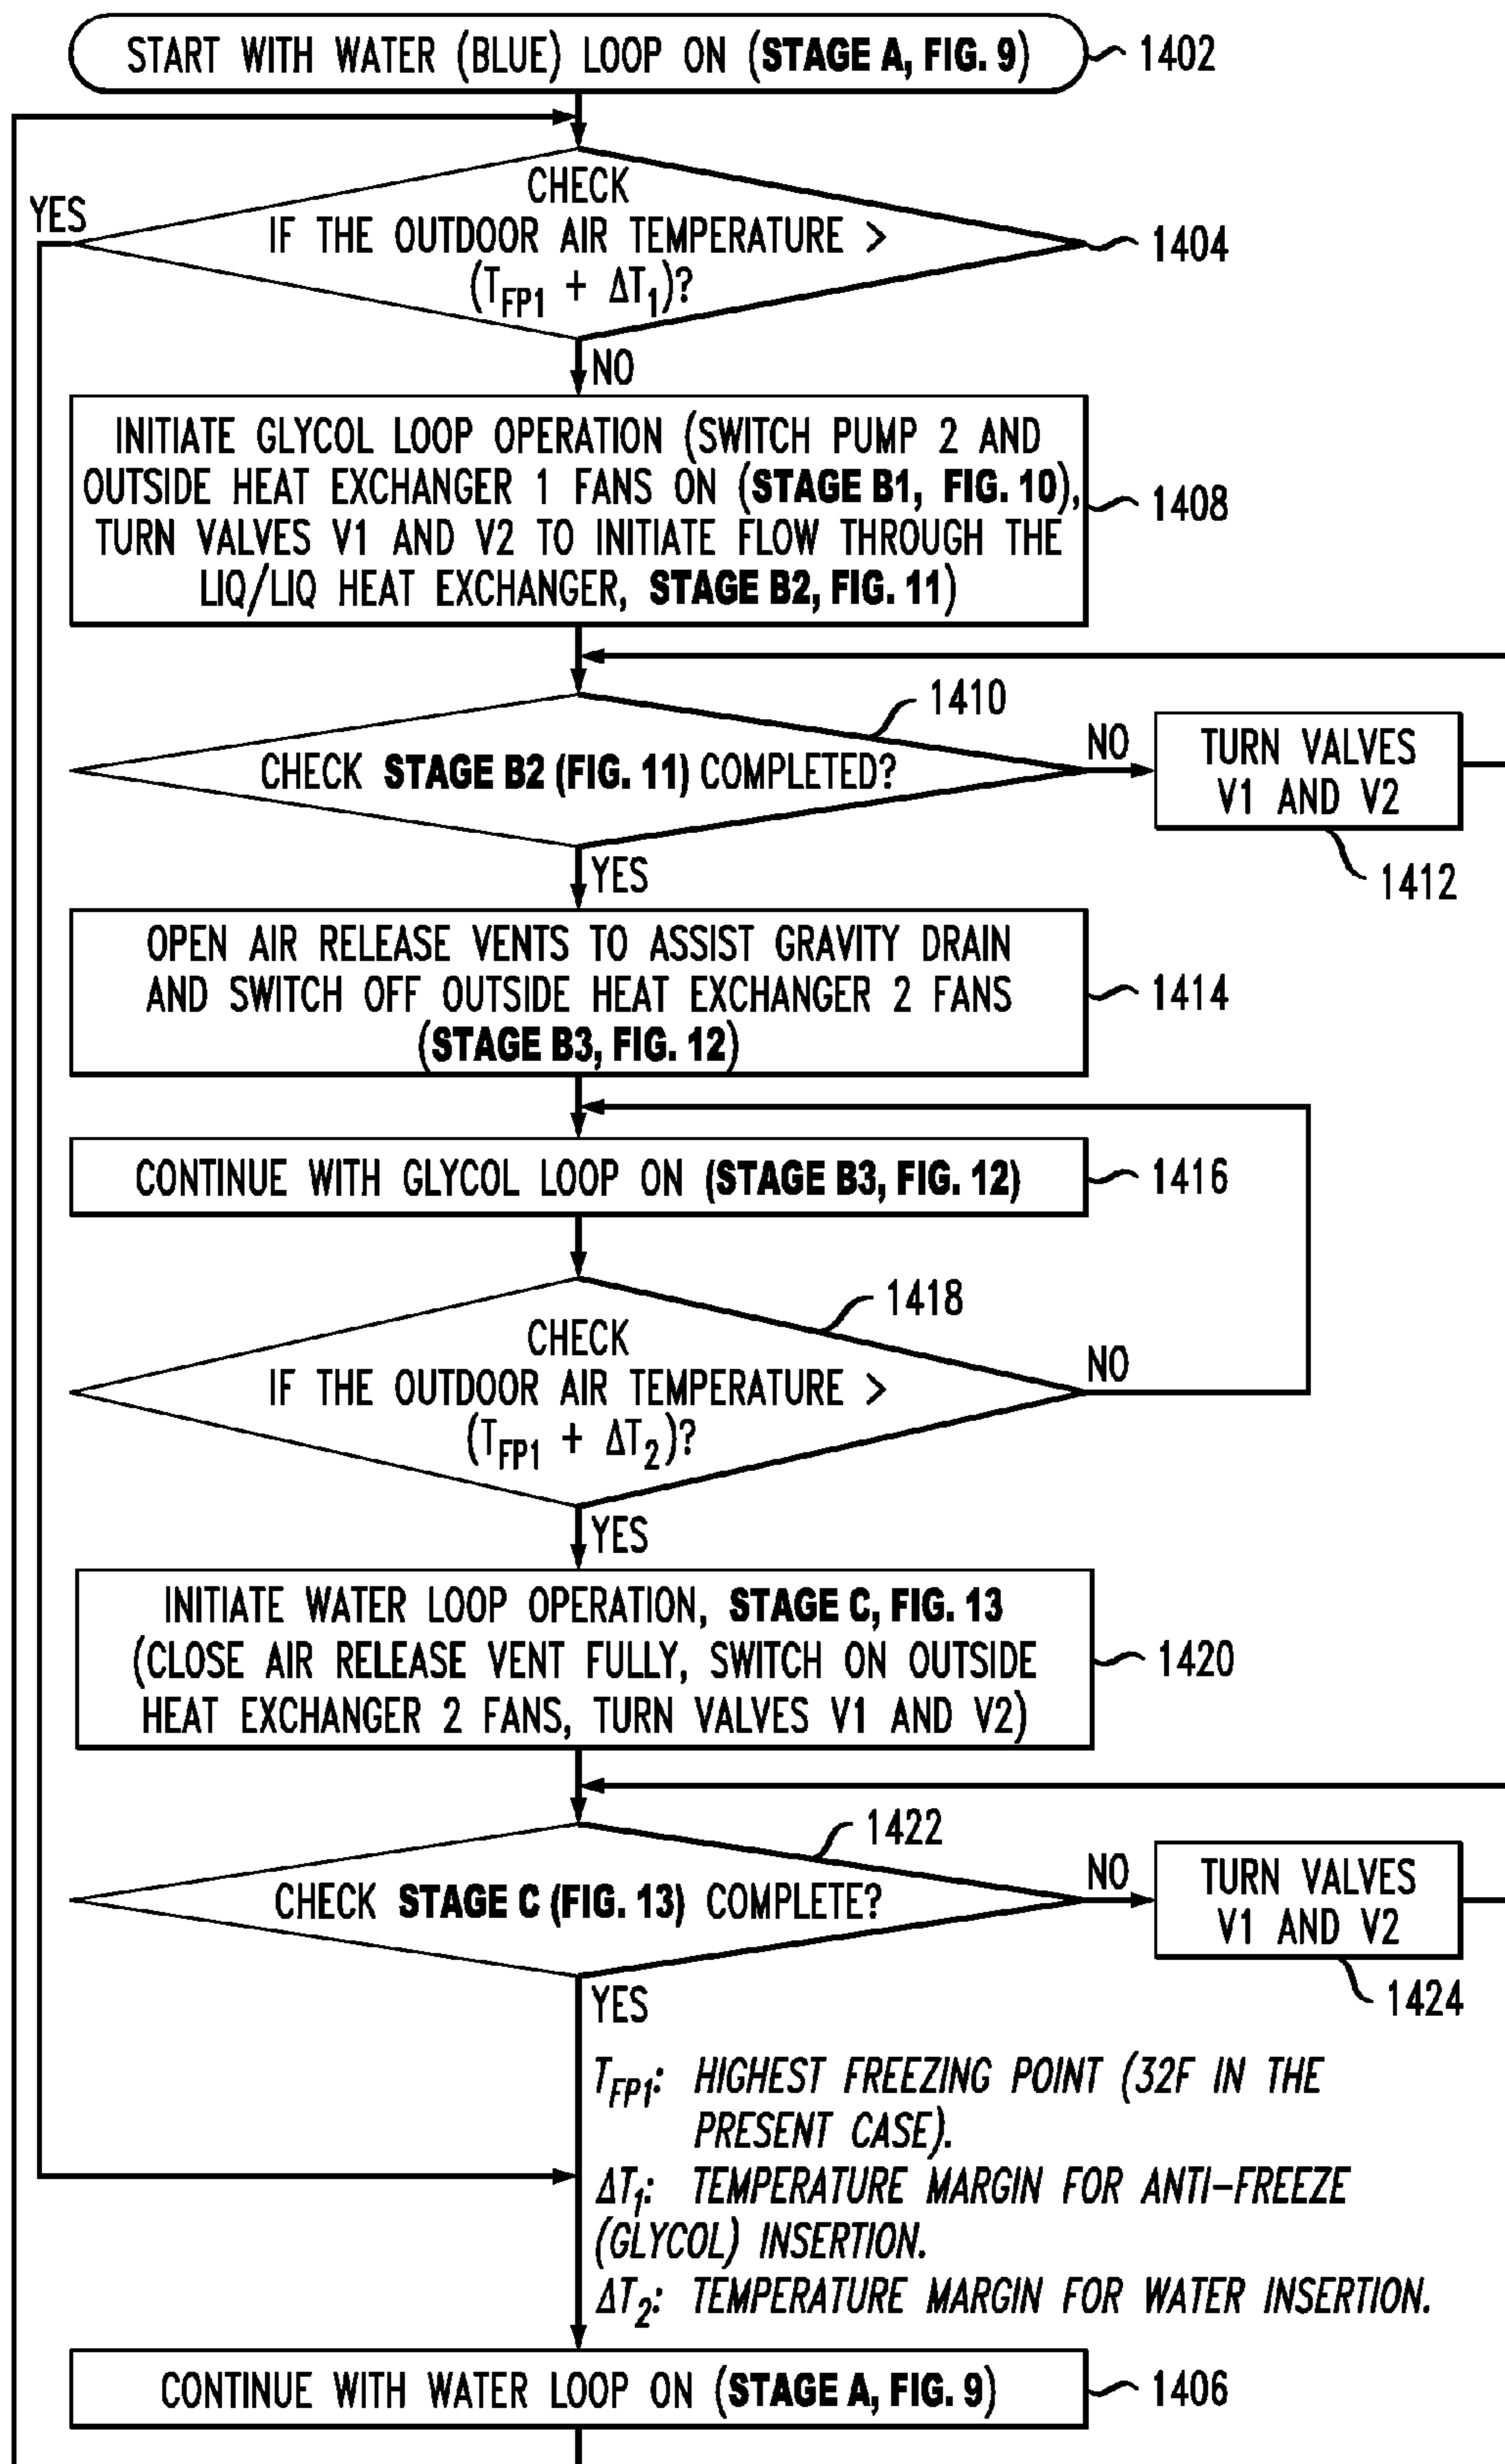 START WITH WATER (BLUE) LOOP ON (STAGE A, FIG. 9)
1402
YES
CHECK
IF THE OUTDOOR AIR TEMPERATURE >
(TFP1 + ΔT1)?
1404
NO
INITIATE GLYCOL LOOP OPERATION (SWITCH PUMP 2 AND
OUTSIDE HEAT EXCHANGER 1 FANS ON (STAGE B1, FIG. 10),
TURN VALVES V1 AND V2 TO INITIATE FLOW THROUGH THE
LIQ/LIQ HEAT EXCHANGER, STAGE B2, FIG. 11)
1408
1410
CHECK STAGE B2 (FIG. 11) COMPLETED?
NO
TURN VALVES
V1 AND V2
1412
YES
OPEN AIR RELEASE VENTS TO ASSIST GRAVITY DRAIN
AND SWITCH OFF OUTSIDE HEAT EXCHANGER 2 FANS
(STAGE B3, FIG. 12)
1414
CONTINUE WITH GLYCOL LOOP ON (STAGE B3, FIG. 12)
1416
1418
CHECK
IF THE OUTDOOR AIR TEMPERATURE >
(TFP1 + ΔT2)?
NO
YES
INITIATE WATER LOOP OPERATION, STAGE C, FIG. 13
(CLOSE AIR RELEASE VENT FULLY, SWITCH ON OUTSIDE
HEAT EXCHANGER 2 FANS, TURN VALVES V1 AND V2)
1420
1422
CHECK STAGE C (FIG. 13) COMPLETE?
NO
TURN VALVES
V1 AND V2
1424
YES
TFP1: HIGHEST FREEZING POINT (32F IN THE
PRESENT CASE).
ΔT1: TEMPERATURE MARGIN FOR ANTI-FREEZE
(GLYCOL) INSERTION.
ΔT2: TEMPERATURE MARGIN FOR WATER INSERTION.
CONTINUE WITH WATER LOOP ON (STAGE A, FIG. 9)
1406